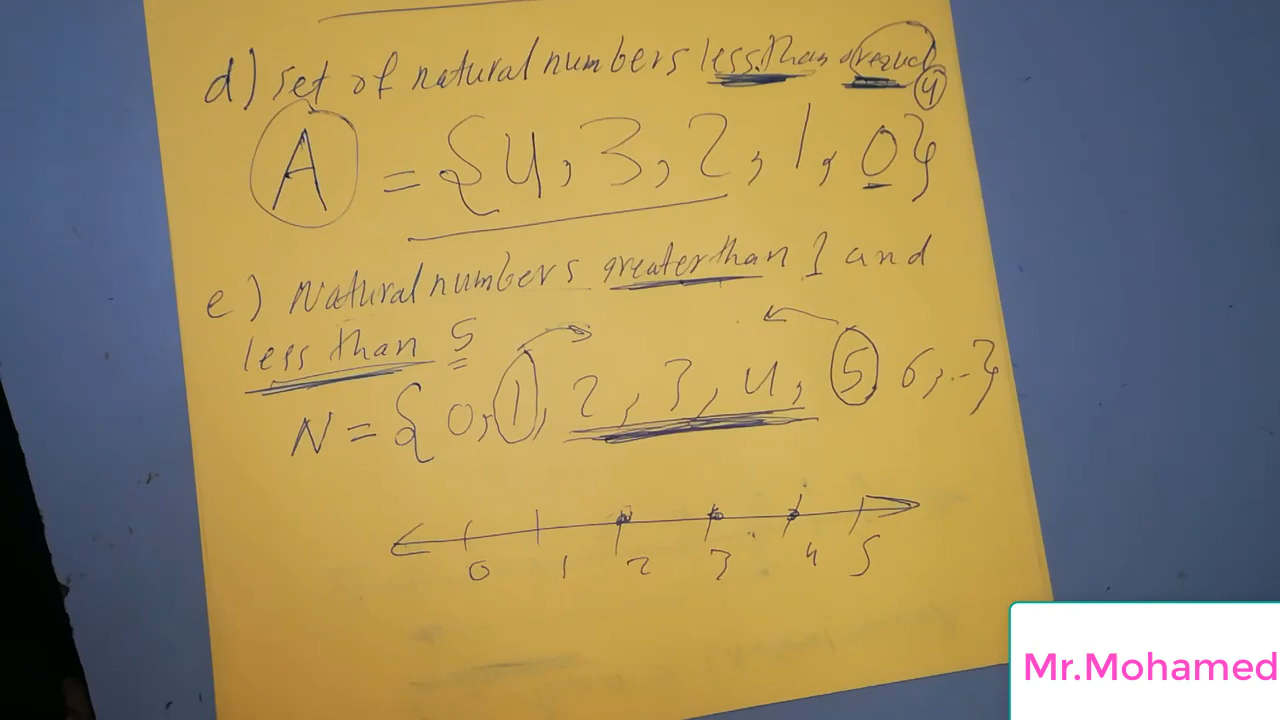 d) set of natural numbers less than or equal
4
A = {4, 3, 2, 1, 0}
e) Natural numbers greater than 1 and
less than 5
N = {0, 1, 2, 3, 4, 5 6, ..}
0 1 2 3 4 5
Mr.Mohamed